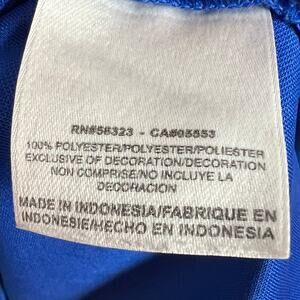 RN#56323 - CA#05553
100% POLYESTER/POLYESTER/POLIESTER
EXCLUSIVE OF DECORATION/DECORATION
NON COMPRISE/NO INCLUYE LA
DECORACION
MADE IN INDONESIA/FABRIQUE EN
INDONESIE/HECHO EN INDONESIA